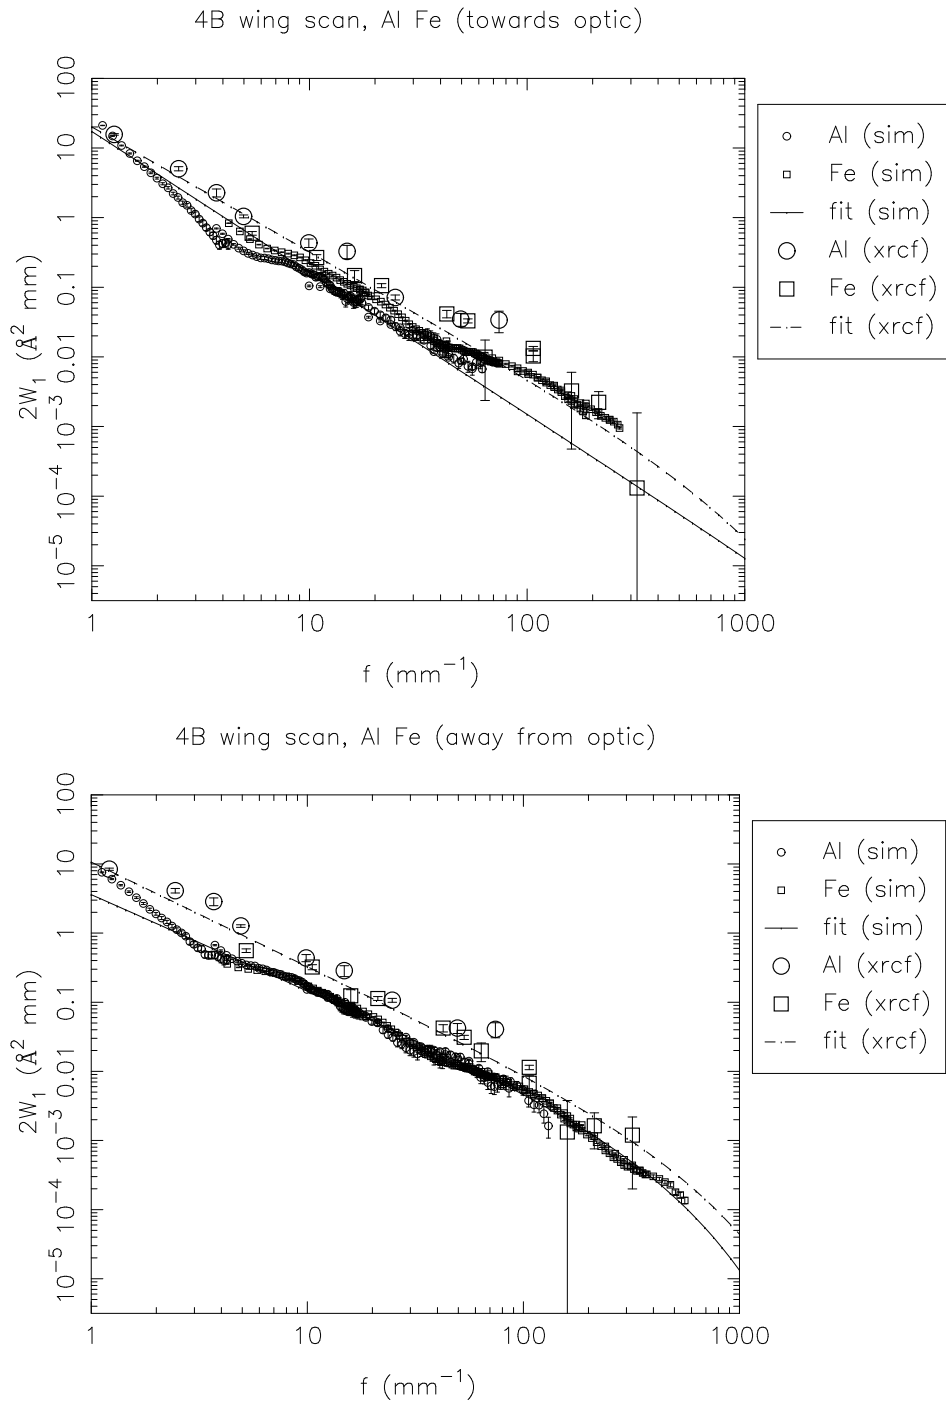 4B wing scan, Al Fe (towards optic)
100
10
1
0.1
0.01
10⁻³
10⁻⁴
10⁻⁵
2W₁ (Å² mm)
1 10 100 1000
f (mm⁻¹)
Al (sim)
Fe (sim)
fit (sim)
Al (xrcf)
Fe (xrcf)
fit (xrcf)
4B wing scan, Al Fe (away from optic)
100
10
1
0.1
0.01
10⁻³
10⁻⁴
10⁻⁵
2W₁ (Å² mm)
1 10 100 1000
f (mm⁻¹)
Al (sim)
Fe (sim)
fit (sim)
Al (xrcf)
Fe (xrcf)
fit (xrcf)